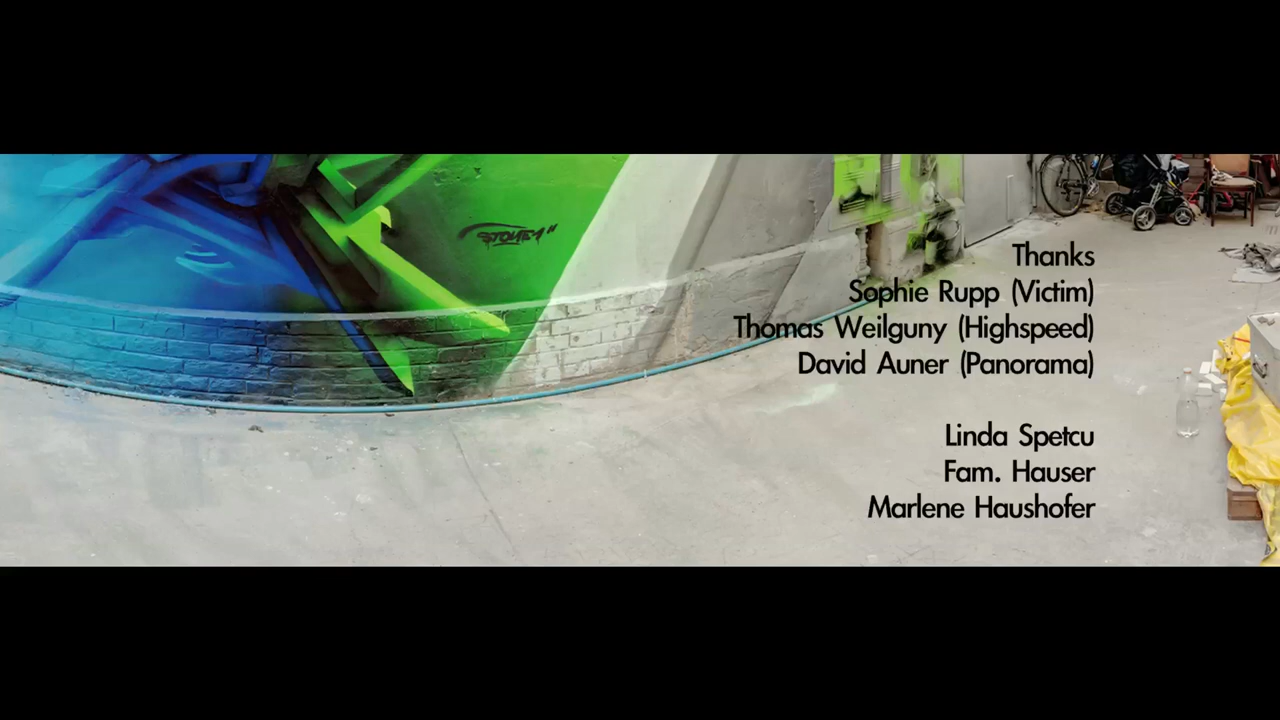 Thanks
Sophie Rupp (Victim)
Thomas Weilguny (Highspeed)
David Auner (Panorama)
Linda Spetcu
Fam. Hauser
Marlene Haushofer